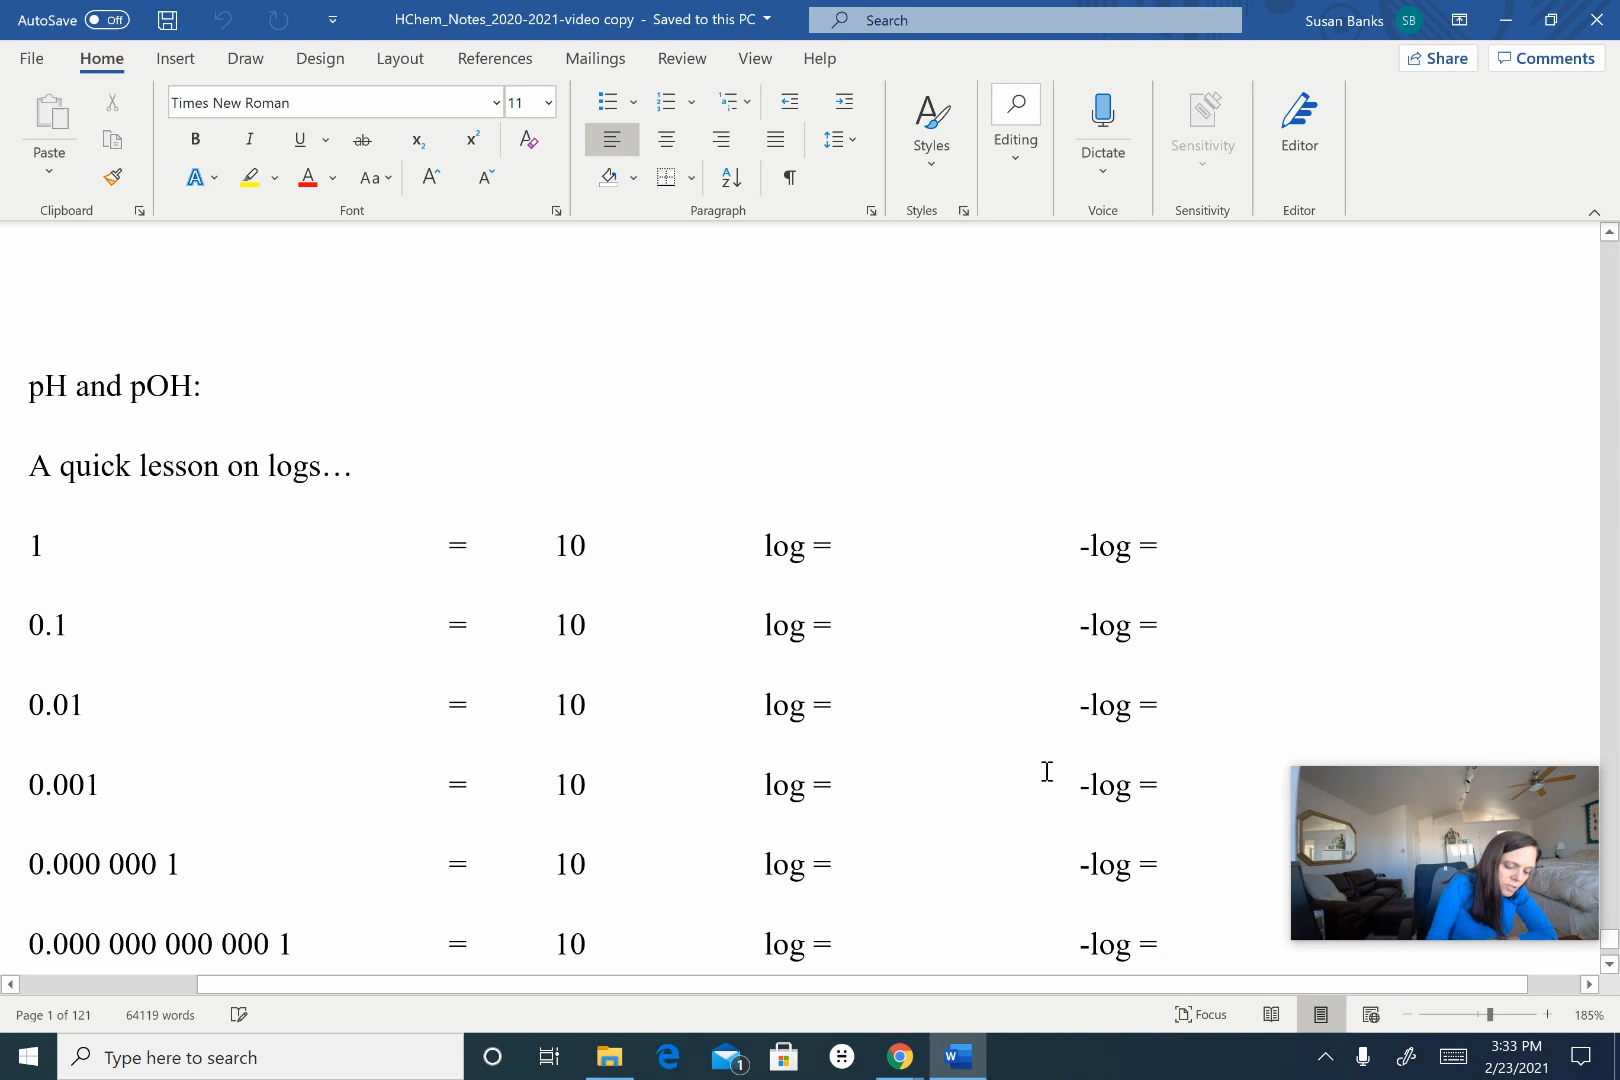 AutoSave Off HChem_Notes_2020-2021-video copy - Saved to this PC Search Susan Banks SB
File Home Insert Draw Design Layout References Mailings Review View Help Share Comments
Times New Roman 11
Paste
B I U ab x₂ x² A
A A Aa A A A Z ¶
Styles Editing Dictate Sensitivity Editor
Clipboard Font Paragraph Styles Voice Sensitivity Editor
pH and pOH:
A quick lesson on logs…
1 = 10 log = -log =
0.1 = 10 log = -log =
0.01 = 10 log = -log =
0.001 = 10 log = -log =
0.000 000 1 = 10 log = -log =
0.000 000 000 000 1 = 10 log = -log =
Page 1 of 121 64119 words Focus 185%
Type here to search 1 W 3:33 PM
2/23/2021